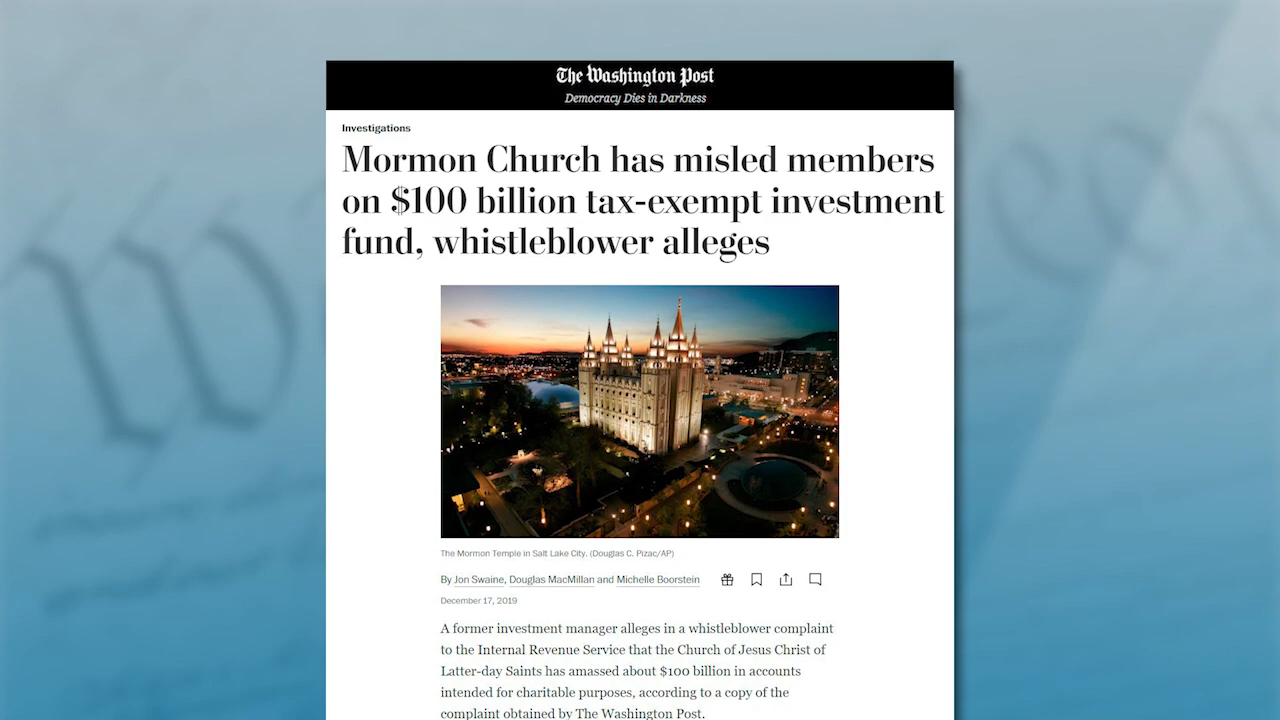 The Washington Post
Democracy Dies in Darkness
Investigations
Mormon Church has misled members
on $100 billion tax-exempt investment
fund, whistleblower alleges
The Mormon Temple in Salt Lake City. (Douglas C. Pizac/AP)
By Jon Swaine, Douglas MacMillan and Michelle Boorstein
December 17, 2019
A former investment manager alleges in a whistleblower complaint
to the Internal Revenue Service that the Church of Jesus Christ of
Latter-day Saints has amassed about $100 billion in accounts
intended for charitable purposes, according to a copy of the
complaint obtained by The Washington Post.